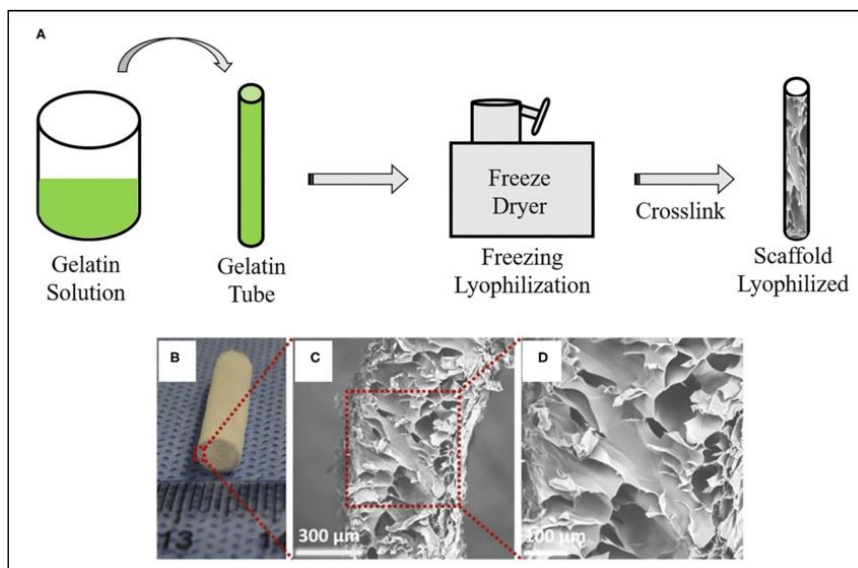 A
Freeze
Dryer
Crosslink
Gelatin
Solution
Gelatin
Tube
Freezing
Lyophilization
Scaffold
Lyophilized
B
C
D
13
300 µm
100 µm